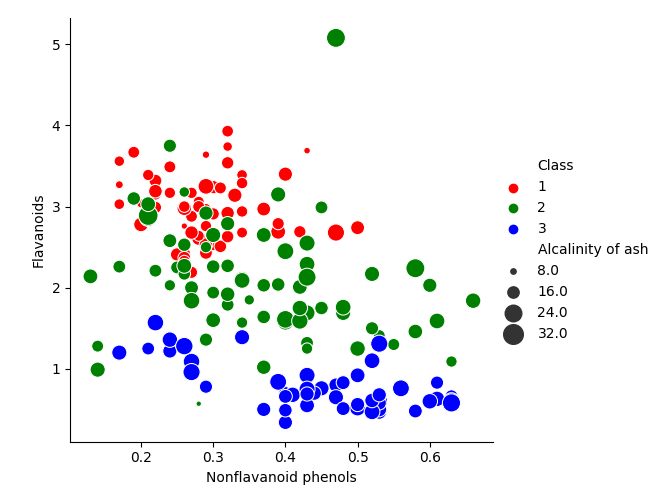 5
4
3
2
1
Flavanoids
0.2 0.3 0.4 0.5 0.6
Nonflavanoid phenols
Class
1
2
3
Alcalinity of ash
8.0
16.0
24.0
32.0